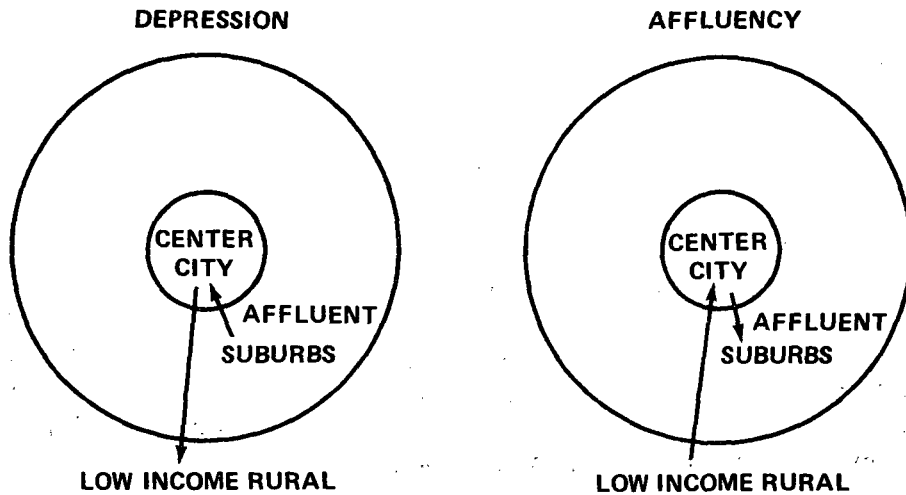 DEPRESSION
CENTER
CITY
AFFLUENT
SUBURBS
LOW INCOME RURAL
AFFLUENCY
CENTER
CITY
AFFLUENT
SUBURBS
LOW INCOME RURAL